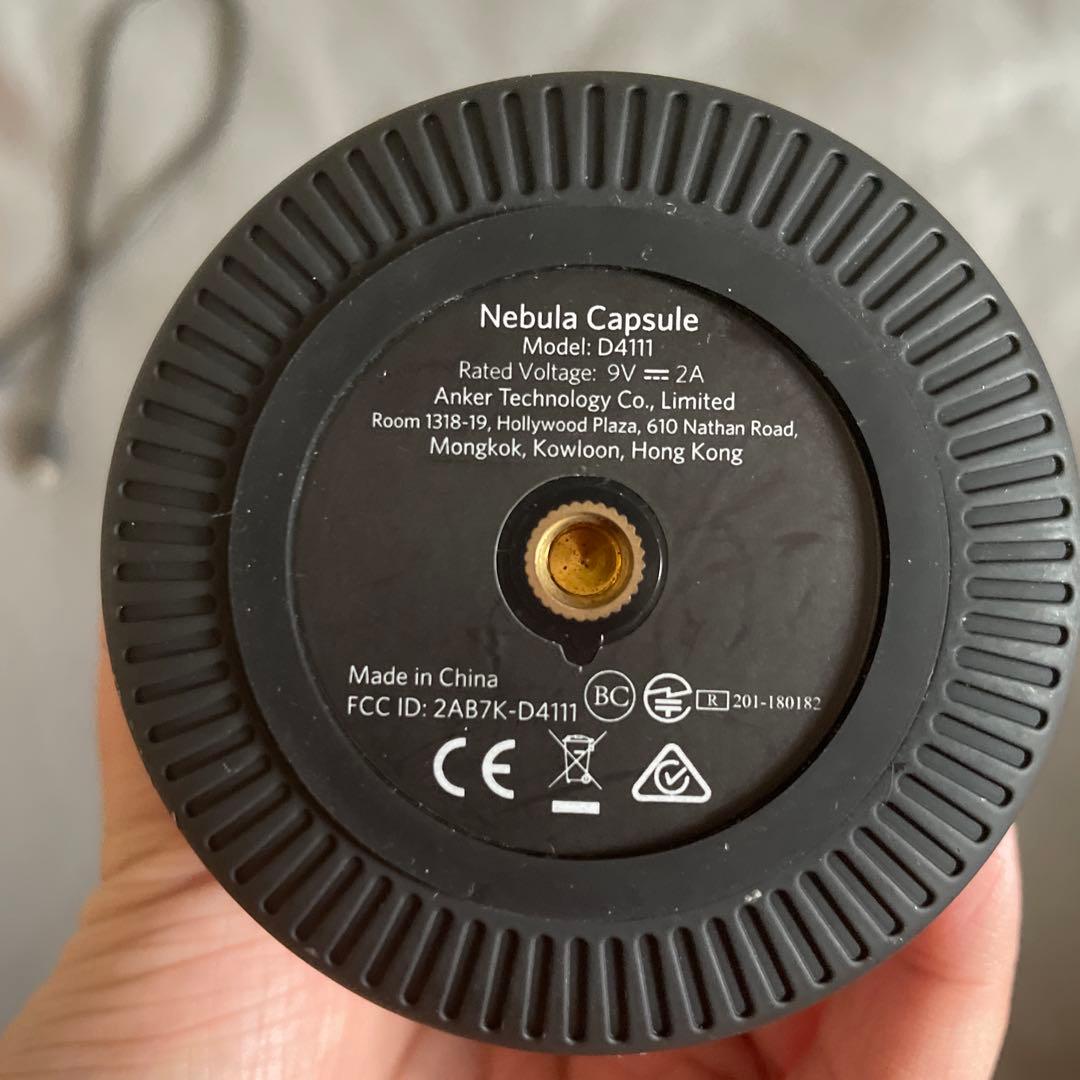 Nebula Capsule
Model: D4111
Rated Voltage: 9V ⎓ 2A
Anker Technology Co., Limited
Room 1318-19, Hollywood Plaza, 610 Nathan Road,
Mongkok, Kowloon, Hong Kong
Made in China
FCC ID: 2AB7K-D4111
BC
R 201-180182
CE